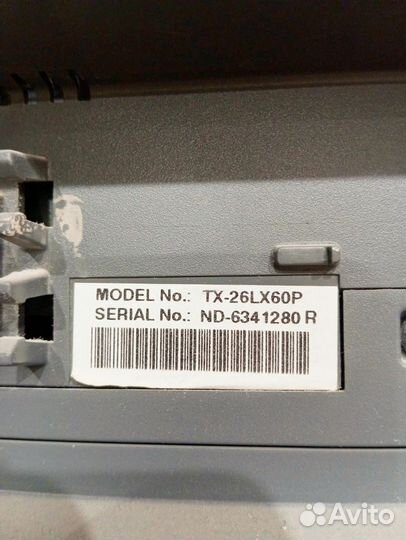 MODEL No.: TX-26LX60P
SERIAL No.: ND-6341280 R
Avito